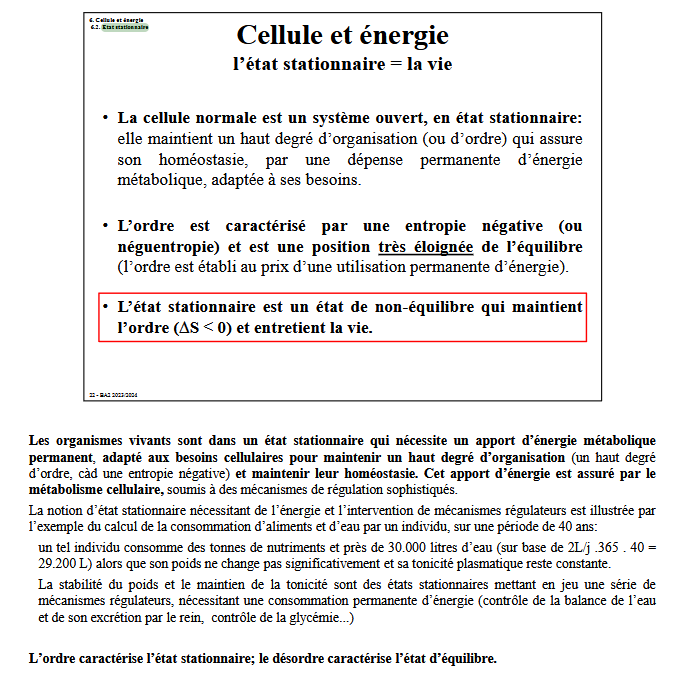 6. Cellule et énergie
6.2. Etat stationnaire
Cellule et énergie
l’état stationnaire = la vie
• La cellule normale est un système ouvert, en état stationnaire:
elle maintient un haut degré d’organisation (ou d’ordre) qui assure
son homéostasie, par une dépense permanente d’énergie
métabolique, adaptée à ses besoins.
• L’ordre est caractérisé par une entropie négative (ou
néguentropie) et est une position très éloignée de l’équilibre
(l’ordre est établi au prix d’une utilisation permanente d’énergie).
• L’état stationnaire est un état de non-équilibre qui maintient
l’ordre (ΔS < 0) et entretient la vie.
22 - BA2 2023/2024
Les organismes vivants sont dans un état stationnaire qui nécessite un apport d’énergie métabolique
permanent, adapté aux besoins cellulaires pour maintenir un haut degré d’organisation (un haut degré
d’ordre, càd une entropie négative) et maintenir leur homéostasie. Cet apport d’énergie est assuré par le
métabolisme cellulaire, soumis à des mécanismes de régulation sophistiqués.
La notion d’état stationnaire nécessitant de l’énergie et l’intervention de mécanismes régulateurs est illustrée par
l’exemple du calcul de la consommation d’aliments et d’eau par un individu, sur une période de 40 ans:
un tel individu consomme des tonnes de nutriments et près de 30.000 litres d’eau (sur base de 2L/j .365 . 40 =
29.200 L) alors que son poids ne change pas significativement et sa tonicité plasmatique reste constante.
La stabilité du poids et le maintien de la tonicité sont des états stationnaires mettant en jeu une série de
mécanismes régulateurs, nécessitant une consommation permanente d’énergie (contrôle de la balance de l’eau
et de son excrétion par le rein, contrôle de la glycémie...)
L’ordre caractérise l’état stationnaire; le désordre caractérise l’état d’équilibre.